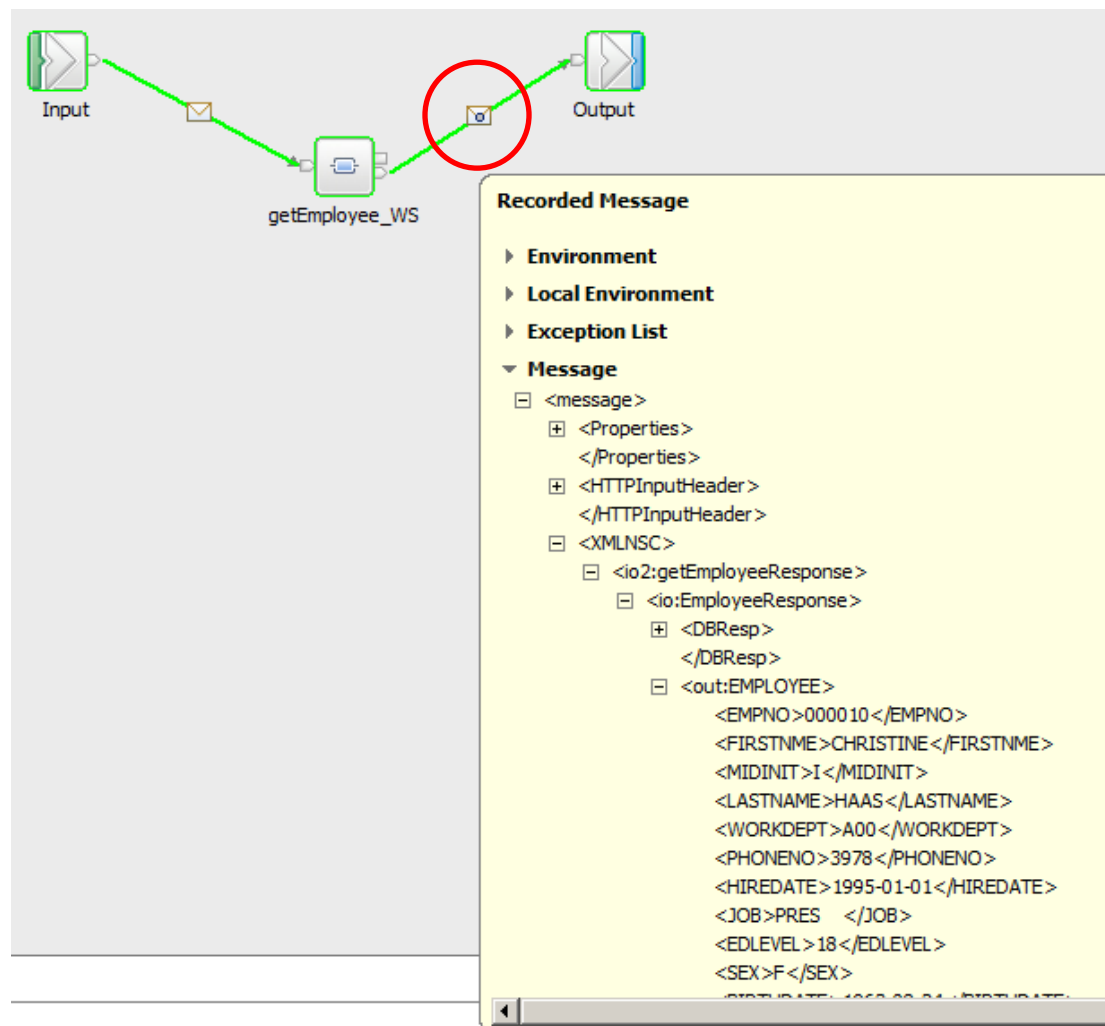 Input
Output
getEmployee_WS
Recorded Message
Environment
Local Environment
Exception List
Message
<message>
<Properties>
</Properties>
<HTTPInputHeader>
</HTTPInputHeader>
<XMLNSC>
<io2:getEmployeeResponse>
<io:EmployeeResponse>
<DBResp>
</DBResp>
<out:EMPLOYEE>
<EMPNO>000010</EMPNO>
<FIRSTNME>CHRISTINE</FIRSTNME>
<MIDINIT>I</MIDINIT>
<LASTNAME>HAAS</LASTNAME>
<WORKDEPT>A00</WORKDEPT>
<PHONENO>3978</PHONENO>
<HIREDATE>1995-01-01</HIREDATE>
<JOB>PRES   </JOB>
<EDLEVEL>18</EDLEVEL>
<SEX>F</SEX>